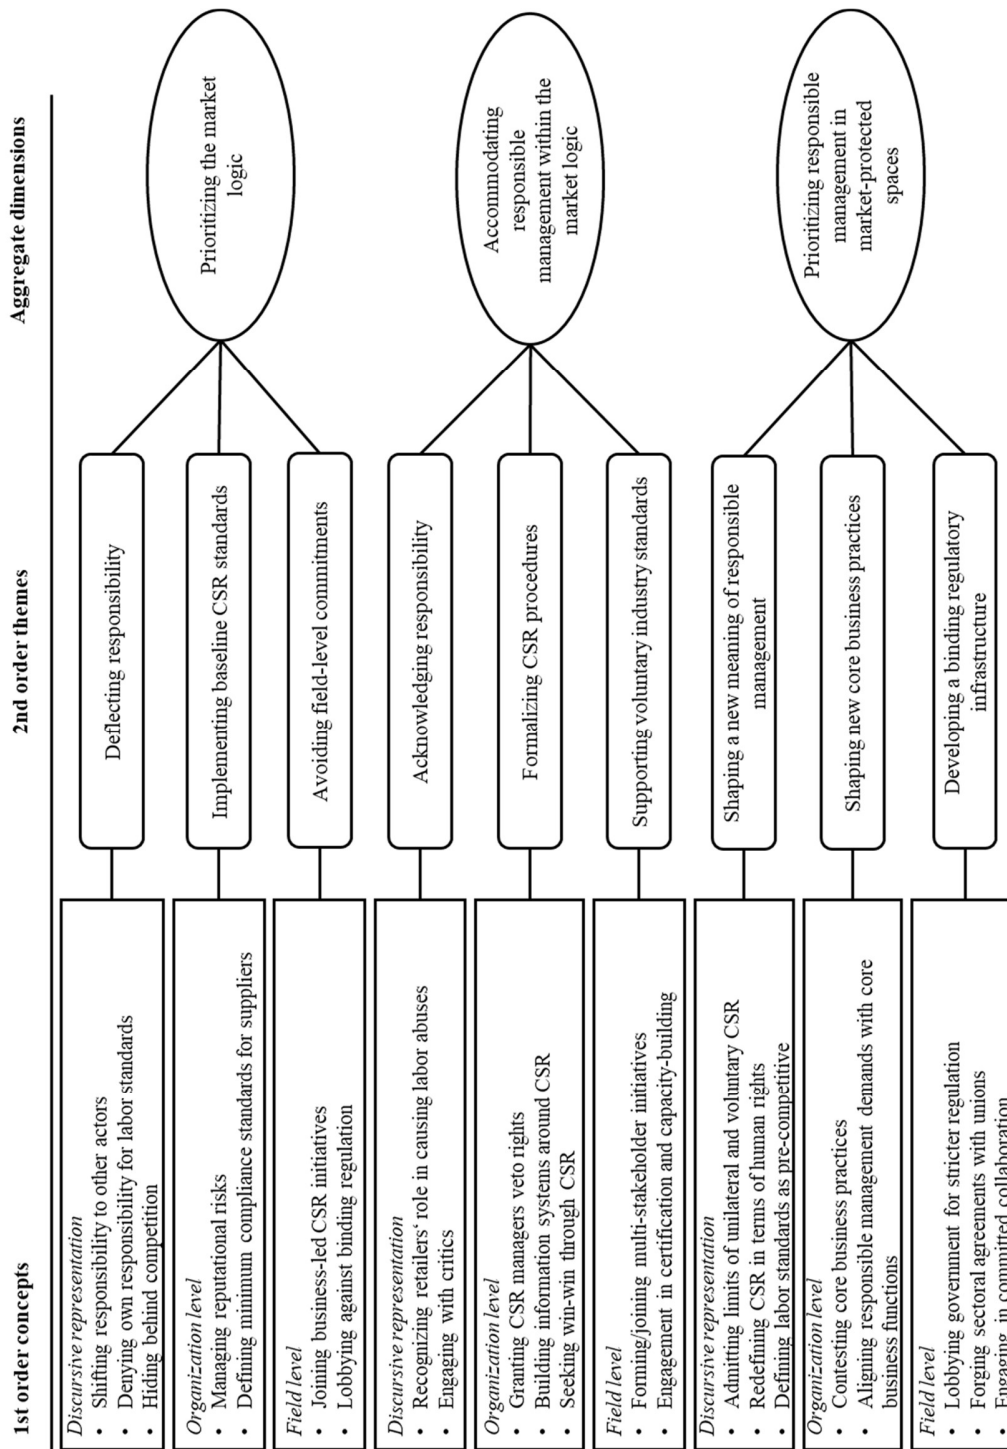 1st order concepts
2nd order themes
Aggregate dimensions
Discursive representation
• Shifting responsibility to other actors
• Denying own responsibility for labor standards
• Hiding behind competition
Deflecting responsibility
Organization level
• Managing reputational risks
• Defining minimum compliance standards for suppliers
Implementing baseline CSR standards
Field level
• Joining business-led CSR initiatives
• Lobbying against binding regulation
Avoiding field-level commitments
Prioritizing the market
logic
Discursive representation
• Recognizing retailers‘ role in causing labor abuses
• Engaging with critics
Acknowledging responsibility
Organization level
• Granting CSR managers veto rights
• Building information systems around CSR
• Seeking win-win through CSR
Formalizing CSR procedures
Field level
• Forming/joining multi-stakeholder initiatives
• Engagement in certification and capacity-building
Supporting voluntary industry standards
Accommodating
responsible
management within the
market logic
Discursive representation
• Admitting limits of unilateral and voluntary CSR
• Redefining CSR in terms of human rights
• Defining labor standards as pre-competitive
Shaping a new meaning of responsible
management
Organization level
• Contesting core business practices
• Aligning responsible management demands with core
business functions
Shaping new core business practices
Field level
• Lobbying government for stricter regulation
• Forging sectoral agreements with unions
• Engaging in committed collaboration
Developing a binding regulatory
infrastructure
Prioritizing responsible
management in
market-protected
spaces